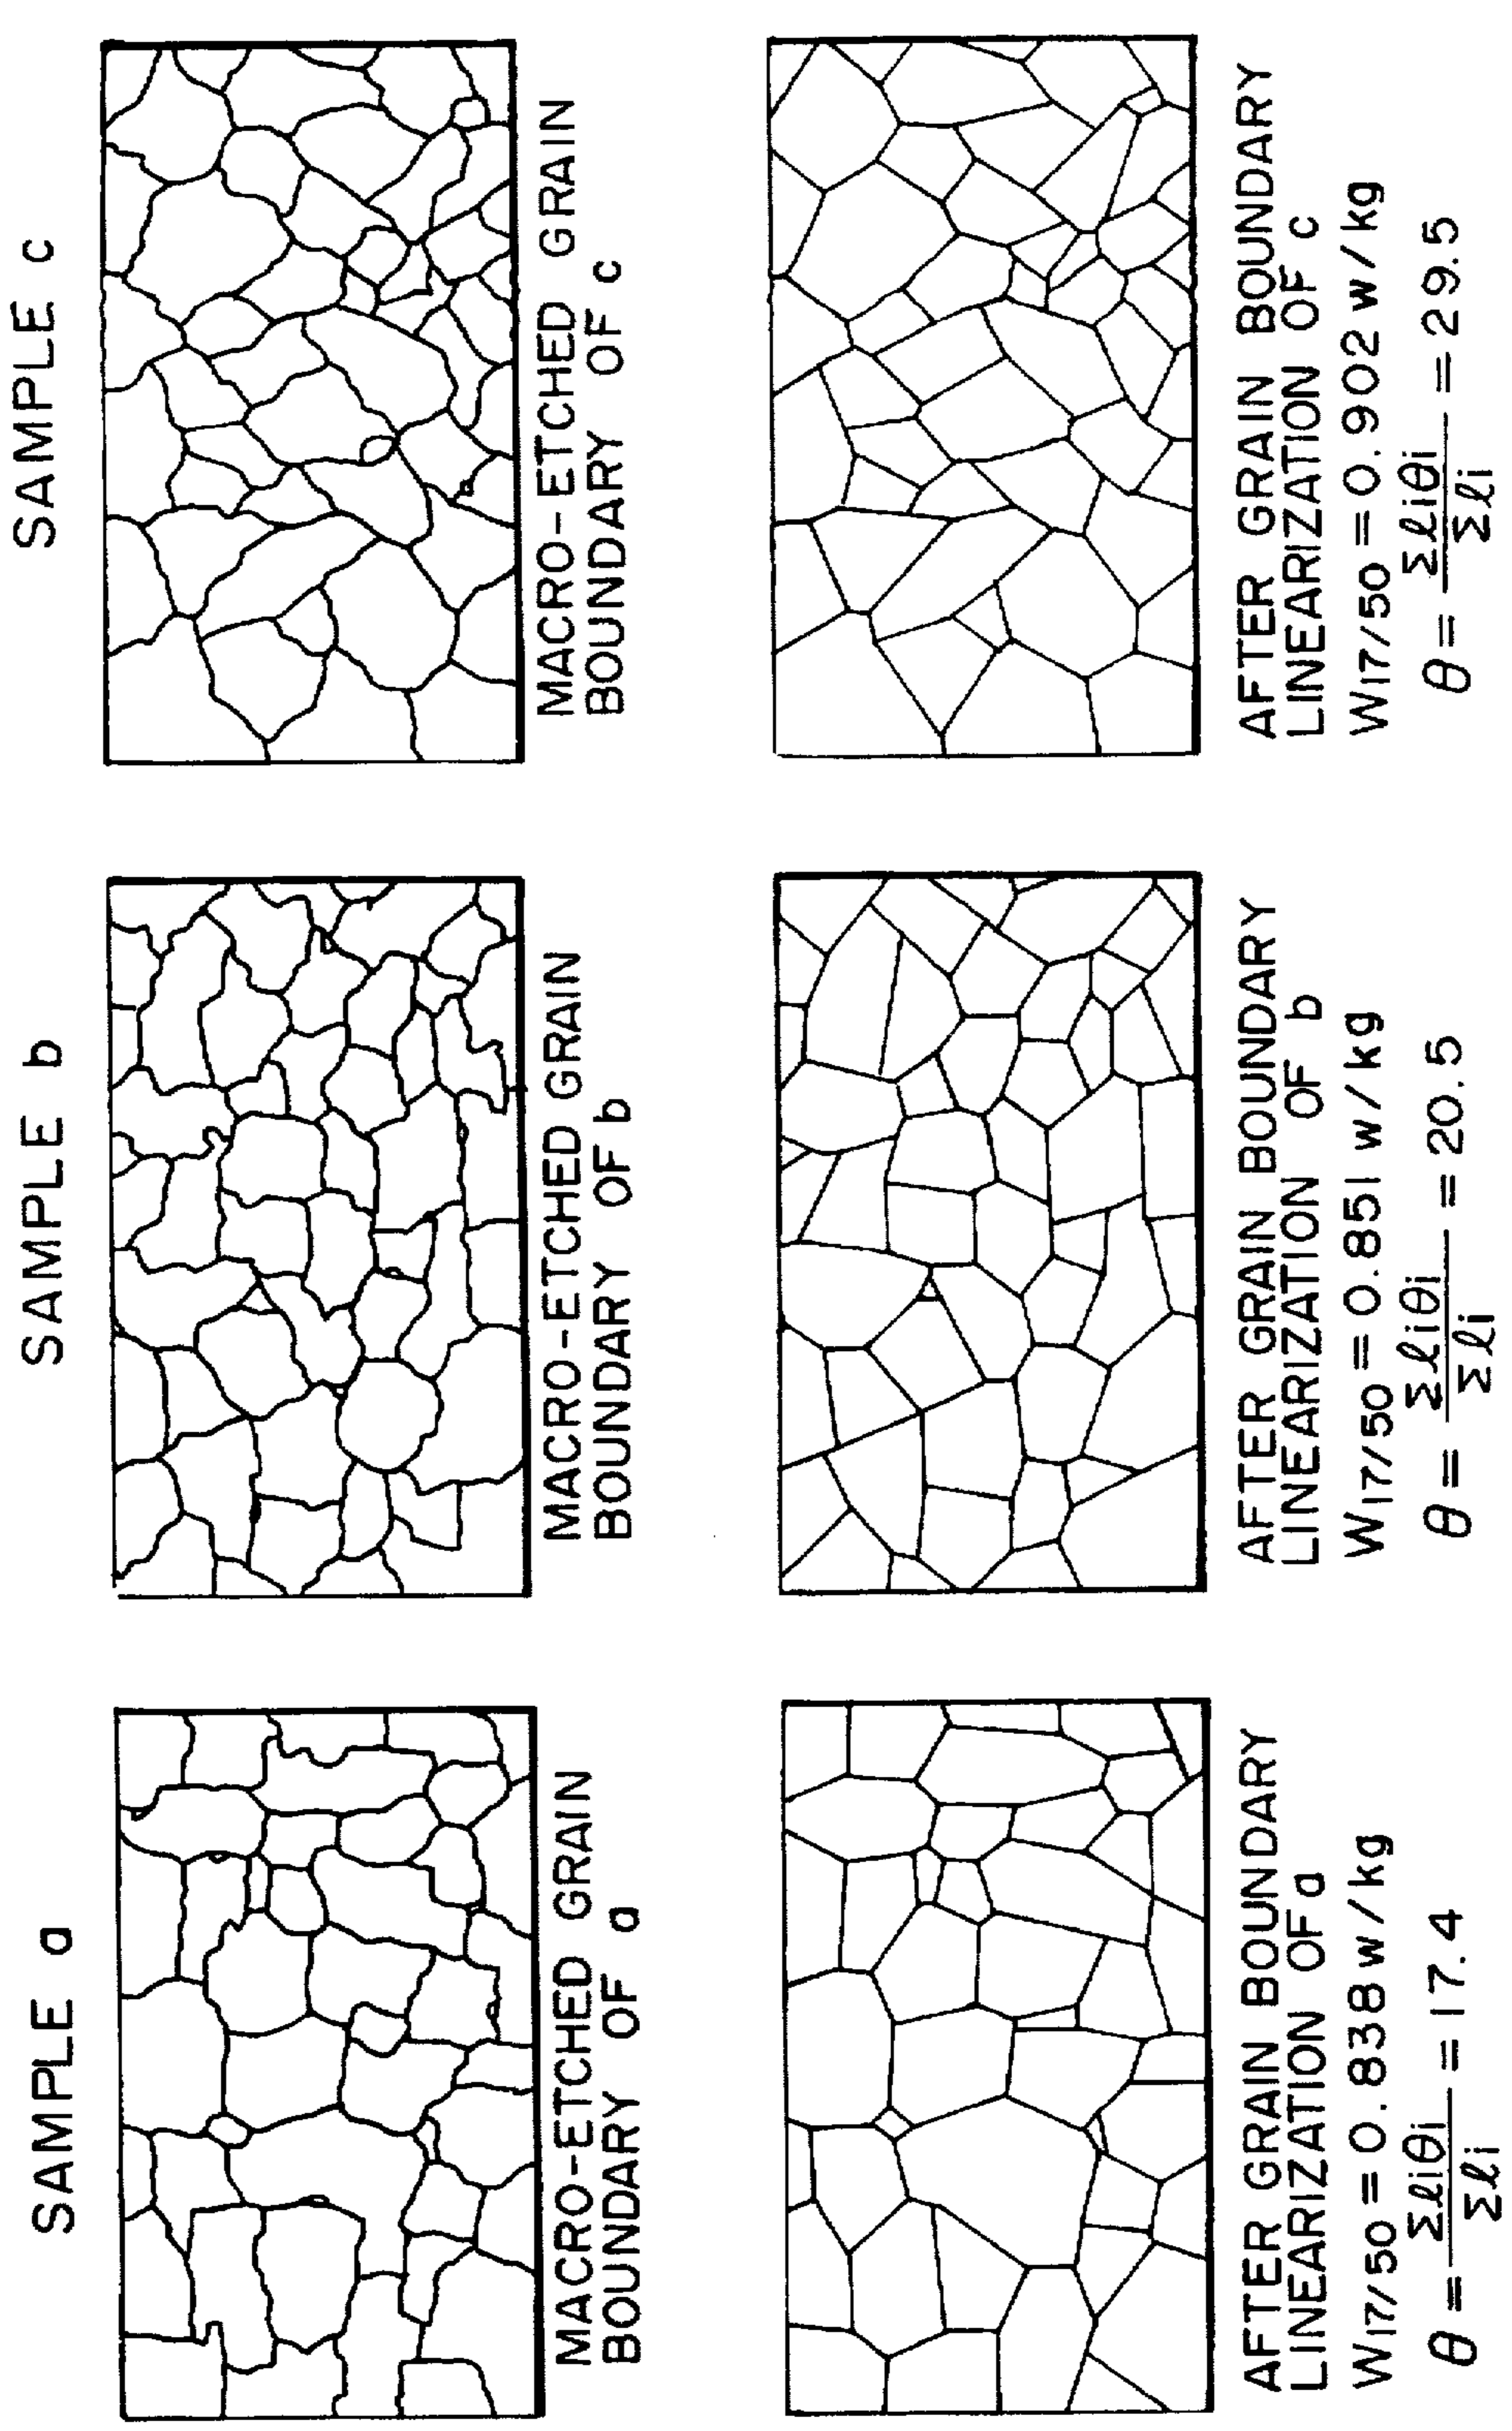 SAMPLE a
MACRO-ETCHED GRAIN
BOUNDARY OF a
AFTER GRAIN BOUNDARY
LINEARIZATION OF a
W17/50 = 0.838 w/kg
θ = Σℓiθi / Σℓi = 17.4
SAMPLE b
MACRO-ETCHED GRAIN
BOUNDARY OF b
AFTER GRAIN BOUNDARY
LINEARIZATION OF b
W17/50 = 0.851 w/kg
θ = Σℓiθi / Σℓi = 20.5
SAMPLE c
MACRO-ETCHED GRAIN
BOUNDARY OF c
AFTER GRAIN BOUNDARY
LINEARIZATION OF c
W17/50 = 0.902 w/kg
θ = Σℓiθi / Σℓi = 29.5